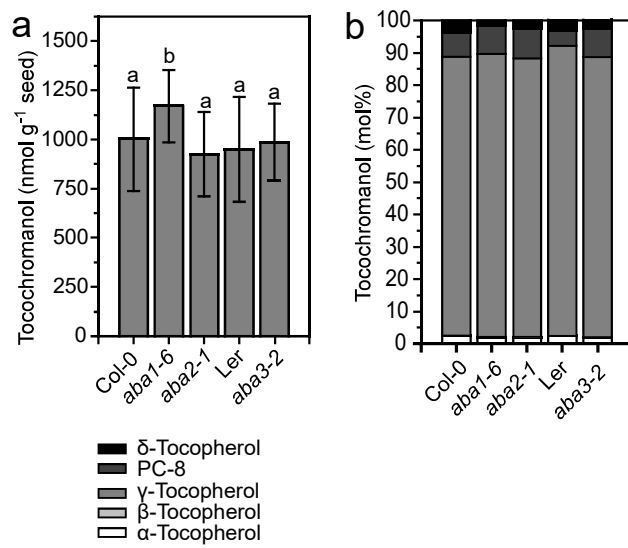 a
Tocochromanol (nmol g⁻¹ seed)
1500
1250
1000
750
500
250
0
a
b
a
a
a
Col-0
aba1-6
aba2-1
Ler
aba3-2
b
Tocochromanol (mol%)
100
90
80
70
60
50
40
30
20
10
0
Col-0
aba1-6
aba2-1
Ler
aba3-2
δ-Tocopherol
PC-8
γ-Tocopherol
β-Tocopherol
α-Tocopherol